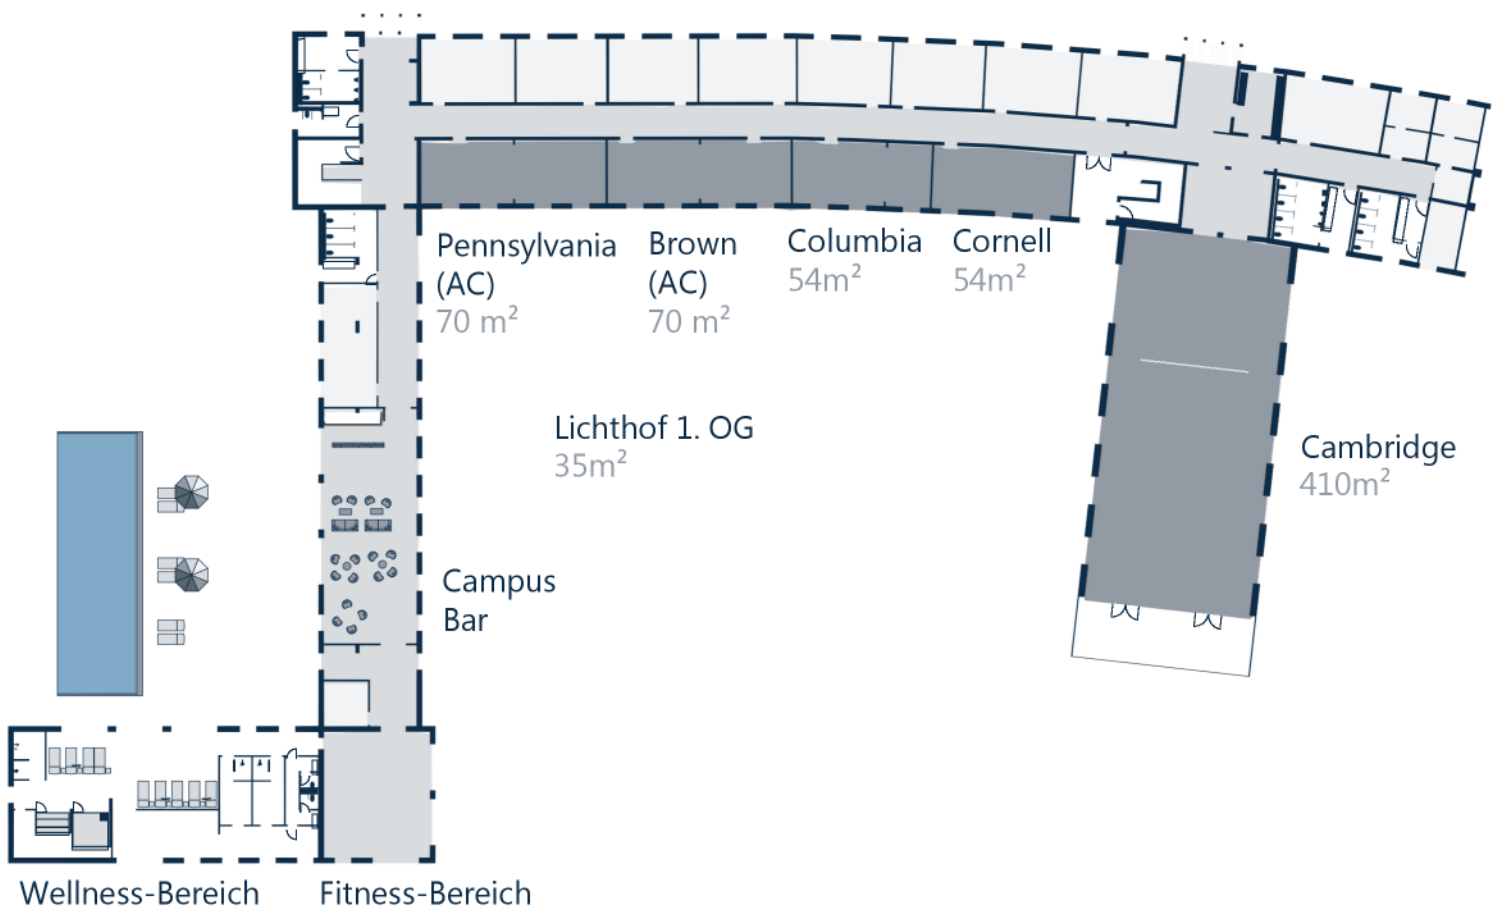 Pennsylvania
(AC)
70 m²
Brown
(AC)
70 m²
Columbia
54m²
Cornell
54m²
Lichthof 1. OG
35m²
Cambridge
410m²
Campus
Bar
Wellness-Bereich
Fitness-Bereich